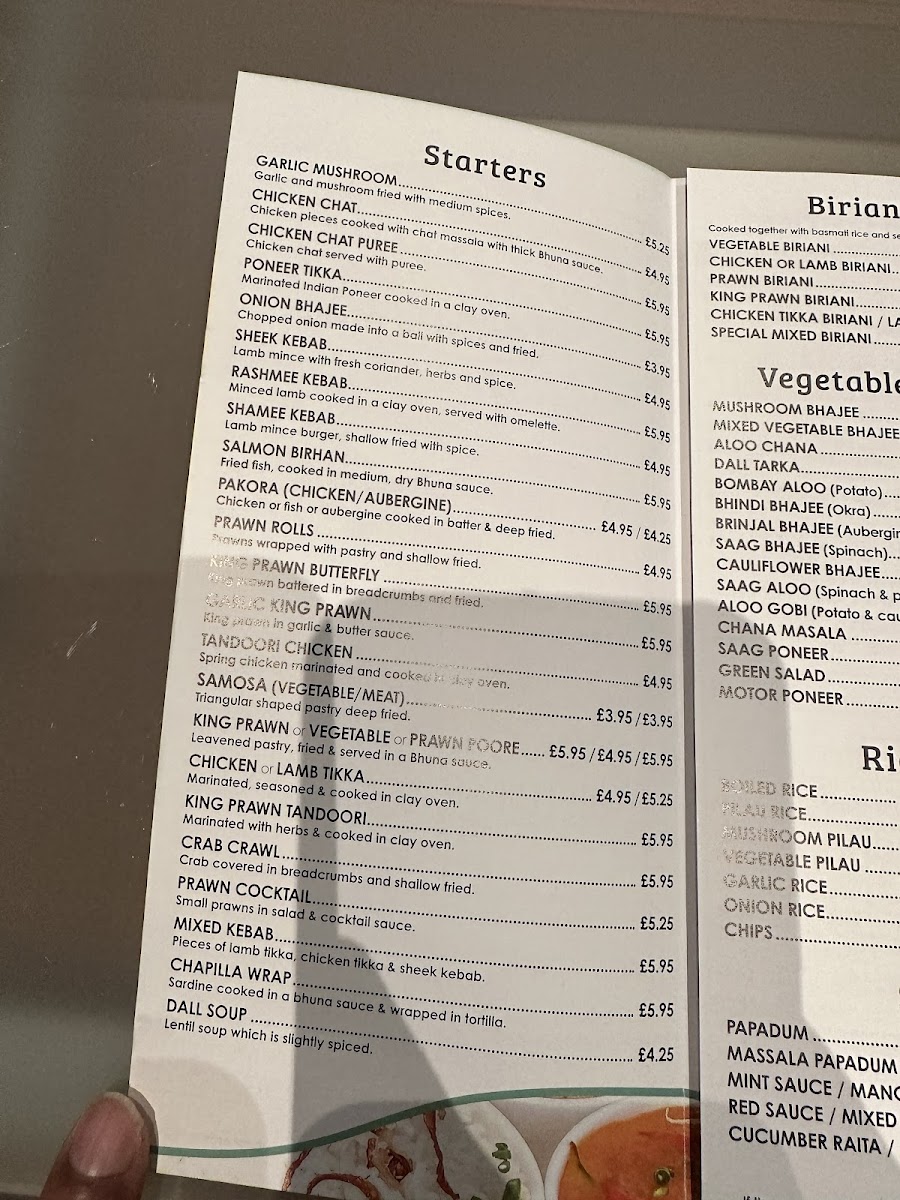 Starters
GARLIC MUSHROOM........ £5.25
Garlic and mushroom fried with medium spices.
CHICKEN CHAT........ £4.95
Chicken pieces cooked with chat massala with thick Bhuna sauce.
CHICKEN CHAT PUREE........ £5.95
Chicken chat served with puree.
PONEER TIKKA........ £5.95
Marinated Indian Poneer cooked in a clay oven.
ONION BHAJEE........ £3.95
Chopped onion made into a ball with spices and fried.
SHEEK KEBAB........ £4.95
Lamb mince with fresh coriander, herbs and spice.
RASHMEE KEBAB........ £5.95
Minced lamb cooked in a clay oven, served with omelette.
SHAMEE KEBAB........ £4.95
Lamb mince burger, shallow fried with spice.
SALMON BIRHAN........ £5.95
Fried fish, cooked in medium, dry Bhuna sauce.
PAKORA (CHICKEN/AUBERGINE)........ £4.95 / £4.25
Chicken or fish or aubergine cooked in batter & deep fried.
PRAWN ROLLS........ £4.95
Prawns wrapped with pastry and shallow fried.
KING PRAWN BUTTERFLY........ £5.95
King prawn battered in breadcrumbs and fried.
GARLIC KING PRAWN........ £5.95
King prawn in garlic & butter sauce.
TANDOORI CHICKEN........ £4.95
Spring chicken marinated and cooked in clay oven.
SAMOSA (VEGETABLE/MEAT)........ £3.95 / £3.95
Triangular shaped pastry deep fried.
KING PRAWN or VEGETABLE or PRAWN POORE...... £5.95 / £4.95 / £5.95
Leavened pastry, fried & served in a Bhuna sauce.
CHICKEN or LAMB TIKKA........ £4.95 / £5.25
Marinated, seasoned & cooked in clay oven.
KING PRAWN TANDOORI........ £5.95
Marinated with herbs & cooked in clay oven.
CRAB CRAWL........ £5.95
Crab covered in breadcrumbs and shallow fried.
PRAWN COCKTAIL........ £5.25
Small prawns in salad & cocktail sauce.
MIXED KEBAB........ £5.95
Pieces of lamb tikka, chicken tikka & sheek kebab.
CHAPILLA WRAP........ £5.95
Sardine cooked in a bhuna sauce & wrapped in tortilla.
DALL SOUP........ £4.25
Lentil soup which is slightly spiced.
Birian
Cooked together with basmati rice and se
VEGETABLE BIRIANI........
CHICKEN OR LAMB BIRIANI...
PRAWN BIRIANI........
KING PRAWN BIRIANI........
CHICKEN TIKKA BIRIANI / LA
SPECIAL MIXED BIRIANI.....
Vegetable
MUSHROOM BHAJEE........
MIXED VEGETABLE BHAJEE
ALOO CHANA........
DALL TARKA........
BOMBAY ALOO (Potato)...
BHINDI BHAJEE (Okra).....
BRINJAL BHAJEE (Aubergin
SAAG BHAJEE (Spinach)...
CAULIFLOWER BHAJEE....
SAAG ALOO (Spinach & p
ALOO GOBI (Potato & cau
CHANA MASALA........
SAAG PONEER........
GREEN SALAD........
MOTOR PONEER........
Ri
BOILED RICE........
PILAU RICE........
MUSHROOM PILAU....
VEGETABLE PILAU......
GARLIC RICE........
ONION RICE........
CHIPS........
PAPADUM........
MASSALA PAPADUM
MINT SAUCE / MANG
RED SAUCE / MIXED
CUCUMBER RAITA /